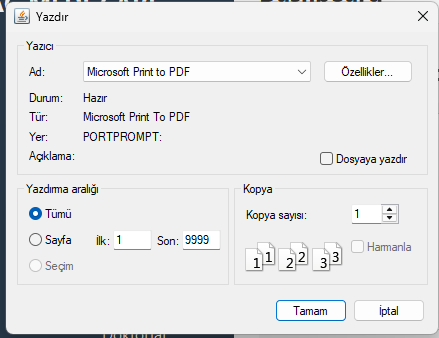 Yazdır
Yazıcı
Ad: Microsoft Print to PDF Özellikler...
Durum: Hazır
Tür: Microsoft Print To PDF
Yer: PORTPROMPT:
Açıklama: Dosyaya yazdır
Yazdırma aralığı
Tümü
Sayfa İlk: 1 Son: 9999
Seçim
Kopya
Kopya sayısı: 1
1 1 2 2 3 3 Harmanla
Tamam İptal